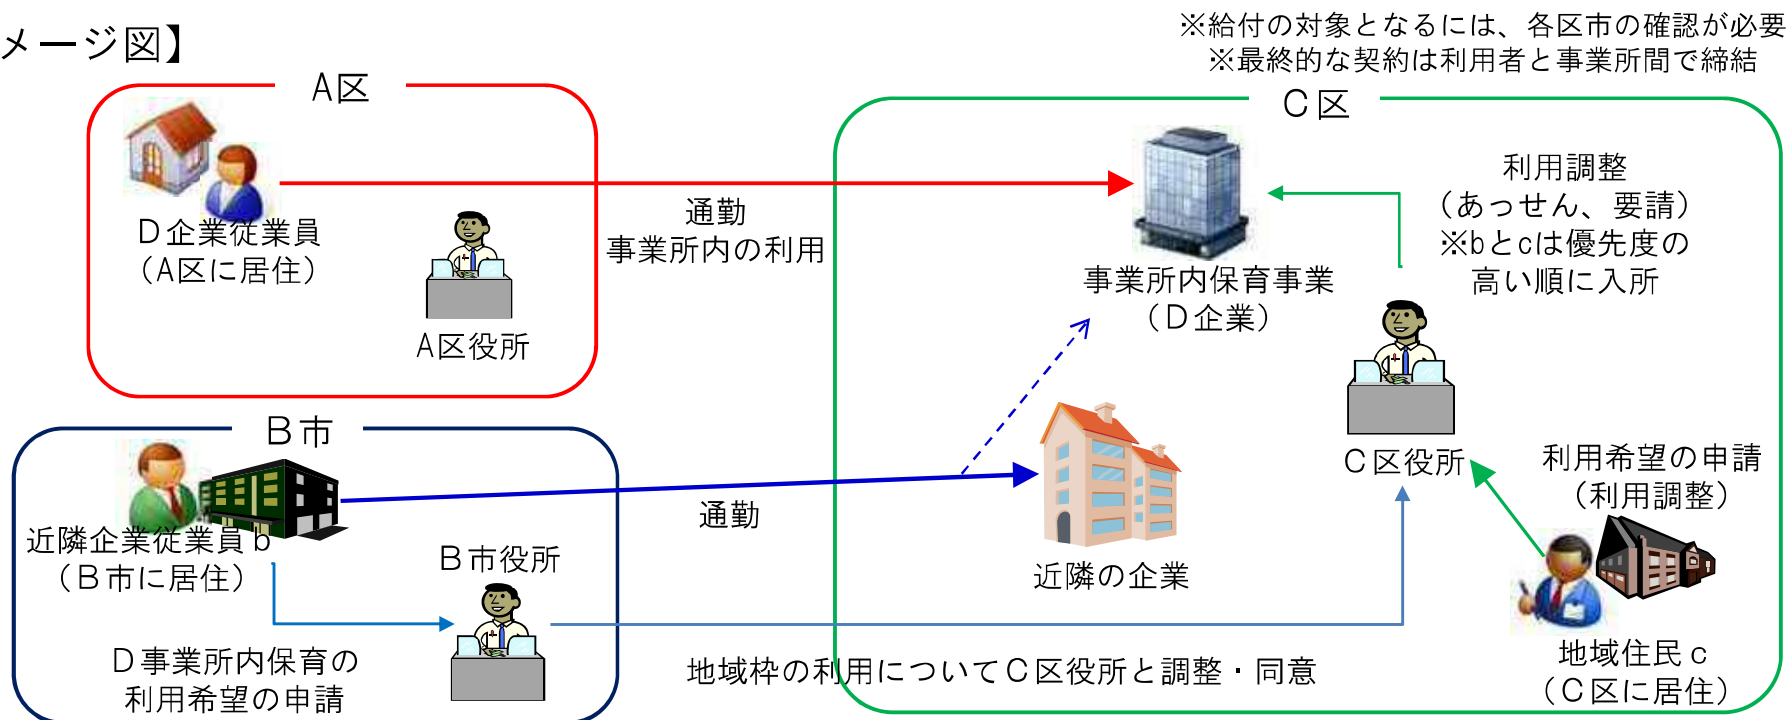 メージ図】
※給付の対象となるには、各区市の確認が必要
※最終的な契約は利用者と事業所間で締結
A区
D企業従業員
（A区に居住）
A区役所
通勤
事業所内の利用
C区
事業所内保育事業
（D企業）
利用調整
（あっせん、要請）
※bとcは優先度の
高い順に入所
C区役所
利用希望の申請
（利用調整）
地域住民c
（C区に居住）
近隣の企業
B市
近隣企業従業員b
（B市に居住）
B市役所
通勤
D事業所内保育の
利用希望の申請
地域枠の利用についてC区役所と調整・同意